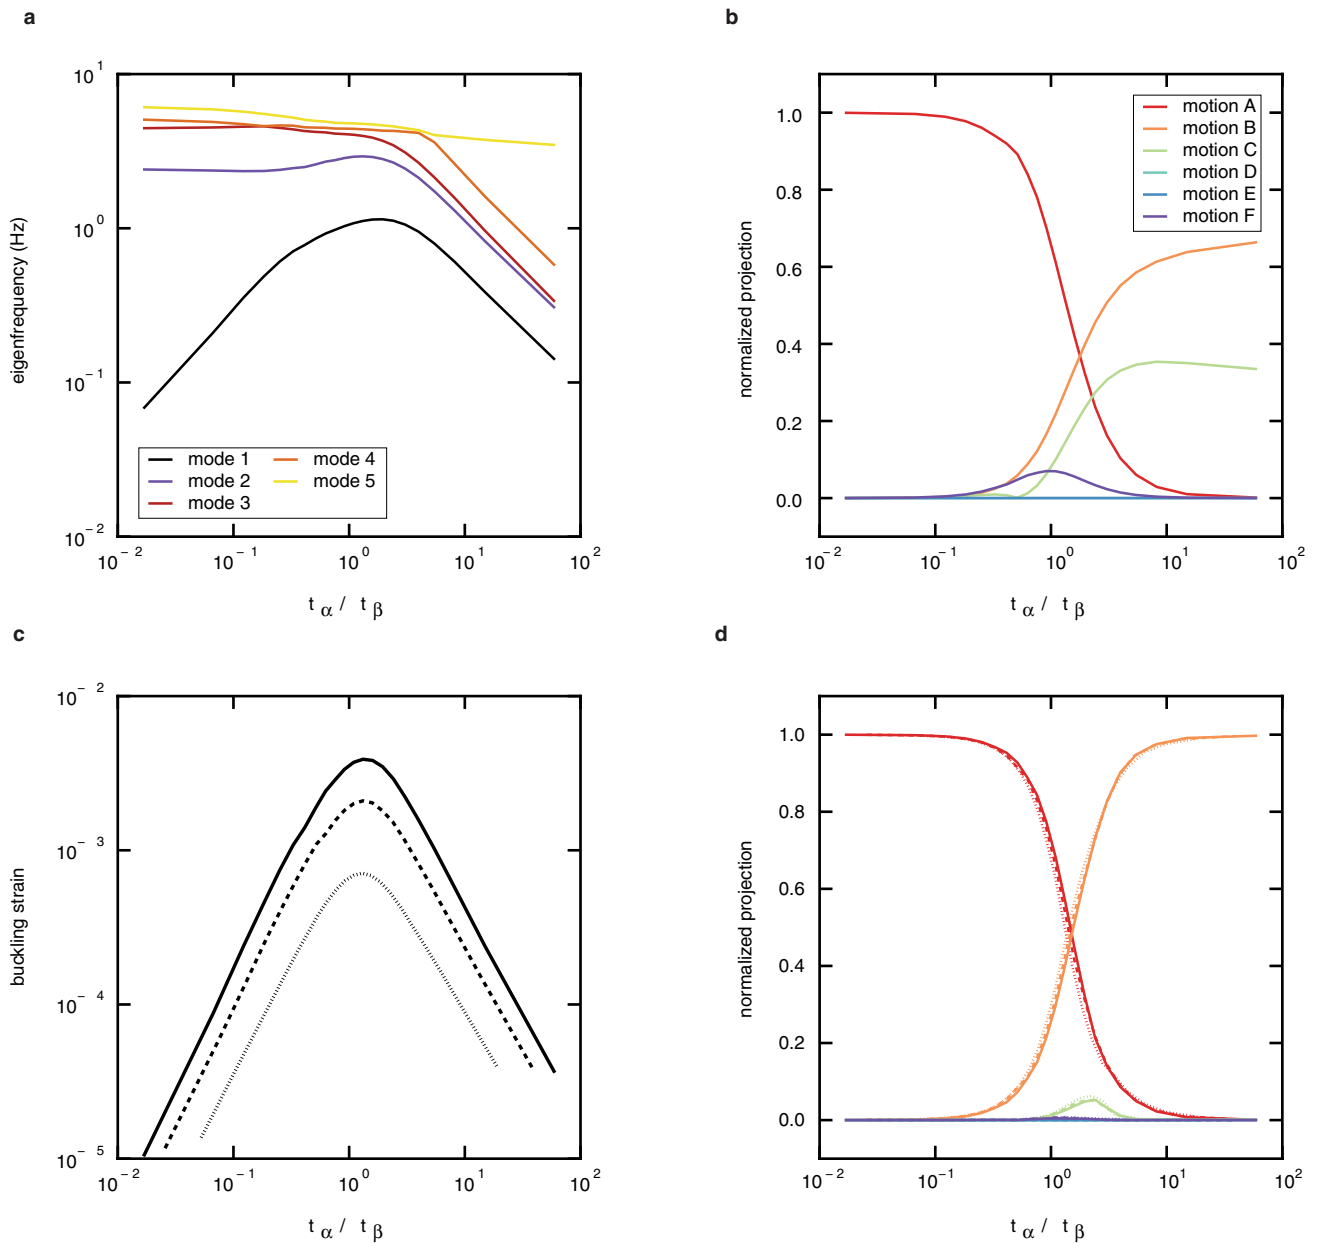 a
eigenfrequency (Hz)
10^1
10^0
10^-1
10^-2
mode 1
mode 2
mode 3
mode 4
mode 5
10^-2 10^-1 10^0 10^1 10^2
t α / t β
b
normalized projection
1.0
0.8
0.6
0.4
0.2
0.0
motion A
motion B
motion C
motion D
motion E
motion F
10^-2 10^-1 10^0 10^1 10^2
t α / t β
c
buckling strain
10^-2
10^-3
10^-4
10^-5
10^-2 10^-1 10^0 10^1 10^2
t α / t β
d
normalized projection
1.0
0.8
0.6
0.4
0.2
0.0
10^-2 10^-1 10^0 10^1 10^2
t α / t β